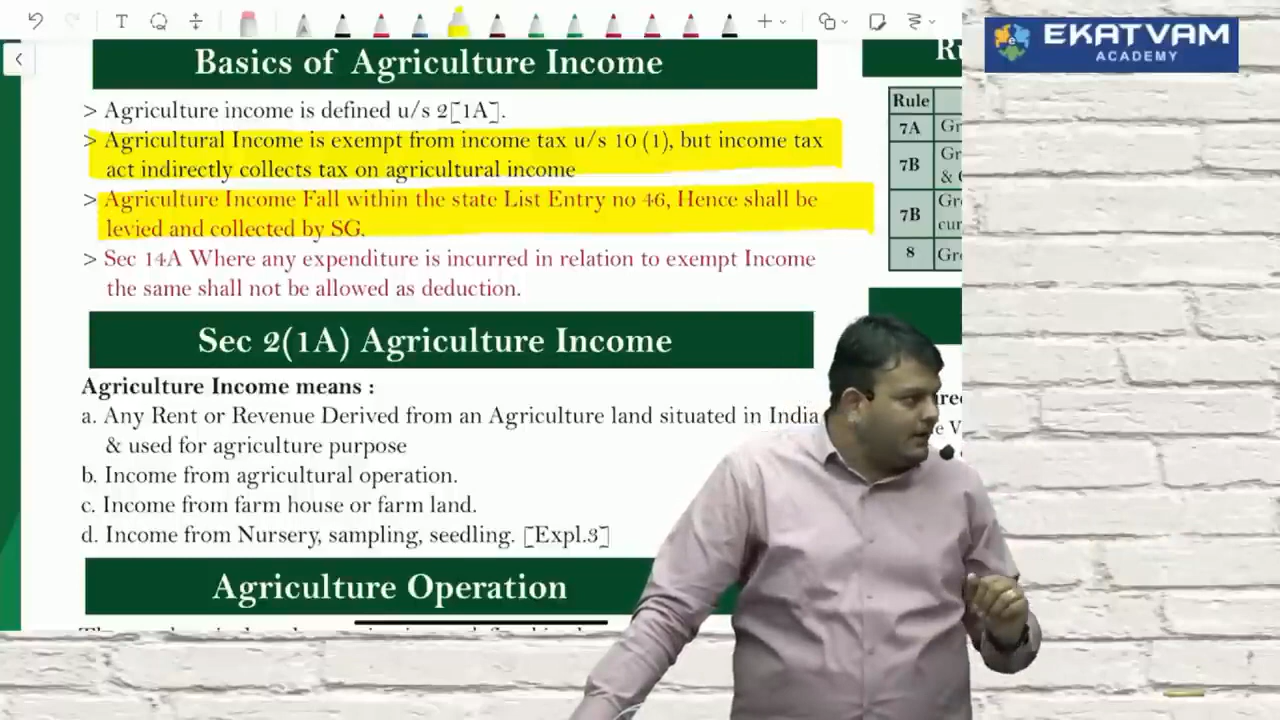 EKATVAM
ACADEMY
Basics of Agriculture Income
> Agriculture income is defined u/s 2[1A].
> Agricultural Income is exempt from income tax u/s 10 (1), but income tax
act indirectly collects tax on agricultural income
> Agriculture Income Fall within the state List Entry no 46, Hence shall be
levied and collected by SG.
> Sec 14A Where any expenditure is incurred in relation to exempt Income
the same shall not be allowed as deduction.
Sec 2(1A) Agriculture Income
Agriculture Income means :
a. Any Rent or Revenue Derived from an Agriculture land situated in India
& used for agriculture purpose
b. Income from agricultural operation.
c. Income from farm house or farm land.
d. Income from Nursery, sampling, seedling. [Expl.3]
Agriculture Operation
Rule
7A
7B
&
7B
8